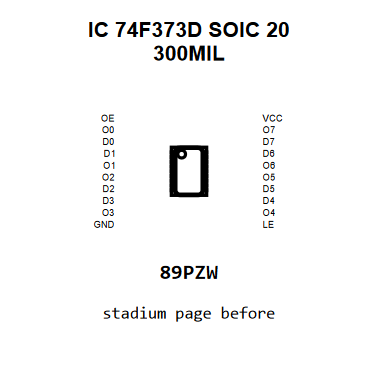 IC 74F373D SOIC 20
300MIL
OE VCC
O0 O7
D0 D7
D1 D6
O1 O6
O2 O5
D2 D5
D3 D4
O3 O4
GND LE
89PZW
stadium page before